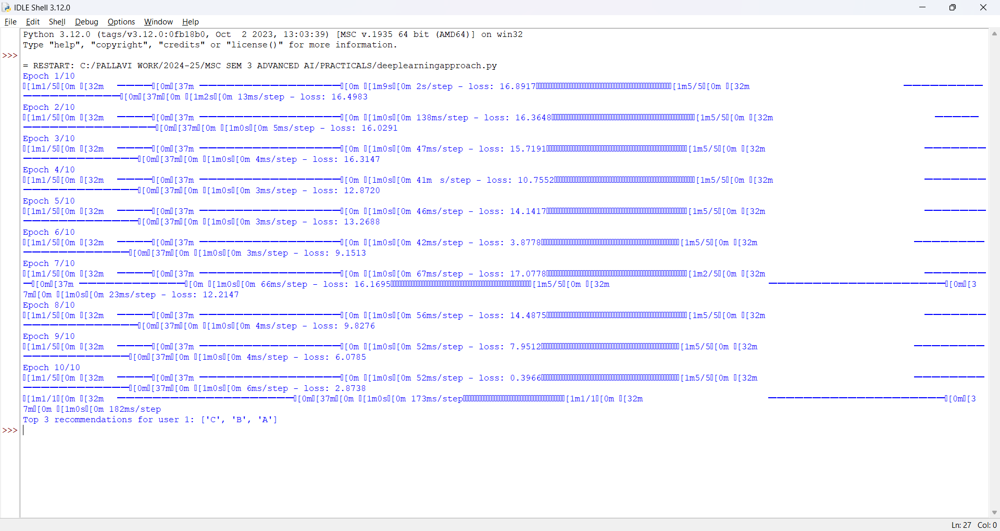 IDLE Shell 3.12.0
File Edit Shell Debug Options Window Help
Python 3.12.0 (tags/v3.12.0:0fb18b0, Oct  2 2023, 13:03:39) [MSC v.1935 64 bit (AMD64)] on win32
Type "help", "copyright", "credits" or "license()" for more information.
>>>
= RESTART: C:/PALLAVI WORK/2024-25/MSC SEM 3 ADVANCED AI/PRACTICALS/deeplearningapproach.py
Epoch 1/10
[1m1/5[0m [32m ━━━━[0m[37m ━━━━━━━━━━━━━━━━[0m [1m9s[0m 2s/step - loss: 16.8917[1m5/5[0m [32m ━━━━━━━━━
━━━━━━━━━━━[0m[37m[0m [1m2s[0m 13ms/step - loss: 16.4983
Epoch 2/10
[1m1/5[0m [32m ━━━━[0m[37m ━━━━━━━━━━━━━━━━[0m [1m0s[0m 138ms/step - loss: 16.3648[1m5/5[0m [32m ━━━━━
━━━━━━━━━━━━━━━[0m[37m[0m [1m0s[0m 5ms/step - loss: 16.0291
Epoch 3/10
[1m1/5[0m [32m ━━━━[0m[37m ━━━━━━━━━━━━━━━━[0m [1m0s[0m 47ms/step - loss: 15.7191[1m5/5[0m [32m ━━━━━━━
━━━━━━━━━━━━━[0m[37m[0m [1m0s[0m 4ms/step - loss: 16.3147
Epoch 4/10
[1m1/5[0m [32m ━━━━[0m[37m ━━━━━━━━━━━━━━━━[0m [1m0s[0m 41m s/step - loss: 10.7552[1m5/5[0m [32m ━━━━━━━
━━━━━━━━━━━━━[0m[37m[0m [1m0s[0m 3ms/step - loss: 12.8720
Epoch 5/10
[1m1/5[0m [32m ━━━━[0m[37m ━━━━━━━━━━━━━━━━[0m [1m0s[0m 46ms/step - loss: 14.1417[1m5/5[0m [32m ━━━━━━━
━━━━━━━━━━━━━[0m[37m[0m [1m0s[0m 3ms/step - loss: 13.2688
Epoch 6/10
[1m1/5[0m [32m ━━━━[0m[37m ━━━━━━━━━━━━━━━━[0m [1m0s[0m 42ms/step - loss: 3.8778[1m5/5[0m [32m ━━━━━━━━
━━━━━━━━━━━━[0m[37m[0m [1m0s[0m 3ms/step - loss: 9.1513
Epoch 7/10
[1m1/5[0m [32m ━━━━[0m[37m ━━━━━━━━━━━━━━━━[0m [1m0s[0m 67ms/step - loss: 17.0778[1m2/5[0m [32m ━━━━━━━
━[0m[37m ━━━━━━━━━━━━[0m [1m0s[0m 66ms/step - loss: 16.1695[1m5/5[0m [32m ━━━━━━━━━━━━━━━━━━━━[0m[3
7m[0m [1m0s[0m 23ms/step - loss: 12.2147
Epoch 8/10
[1m1/5[0m [32m ━━━━[0m[37m ━━━━━━━━━━━━━━━━[0m [1m0s[0m 56ms/step - loss: 14.4875[1m5/5[0m [32m ━━━━━━━
━━━━━━━━━━━━━[0m[37m[0m [1m0s[0m 4ms/step - loss: 9.8276
Epoch 9/10
[1m1/5[0m [32m ━━━━[0m[37m ━━━━━━━━━━━━━━━━[0m [1m0s[0m 52ms/step - loss: 7.9512[1m5/5[0m [32m ━━━━━━━━
━━━━━━━━━━━━[0m[37m[0m [1m0s[0m 4ms/step - loss: 6.0785
Epoch 10/10
[1m1/5[0m [32m ━━━━[0m[37m ━━━━━━━━━━━━━━━━[0m [1m0s[0m 52ms/step - loss: 0.3966[1m5/5[0m [32m ━━━━━━━━
━━━━━━━━━━━━[0m[37m[0m [1m0s[0m 6ms/step - loss: 2.8738
[1m1/1[0m [32m ━━━━━━━━━━━━━━━━━━━━[0m[37m[0m [1m0s[0m 173ms/step[1m1/1[0m [32m ━━━━━━━━━━━━━━━━━━━━[0m[3
7m[0m [1m0s[0m 182ms/step
Top 3 recommendations for user 1: ['C', 'B', 'A']
>>>
Ln: 27 Col: 0